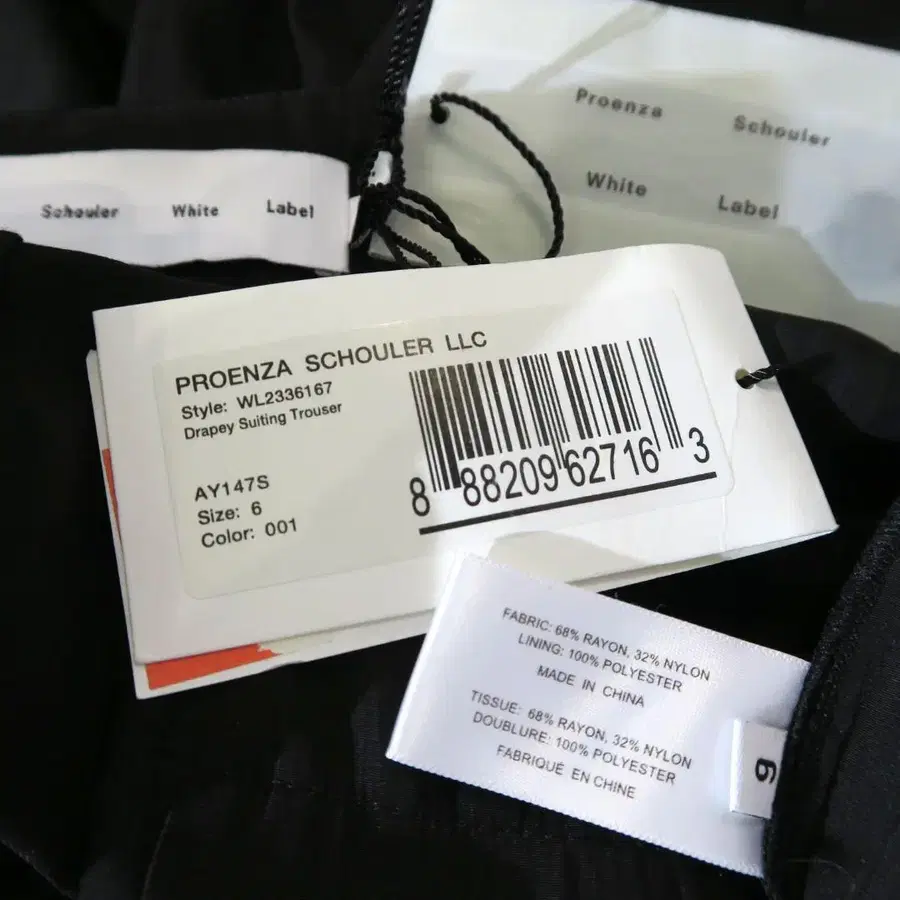 Proenza Schouler
White Label
Schouler White Label
PROENZA SCHOULER LLC
Style: WL2336167
Drapey Suiting Trouser
AY147S
Size: 6
Color: 001
8 88209 62716 3
FABRIC: 68% RAYON, 32% NYLON
LINING: 100% POLYESTER
MADE IN CHINA
TISSUE: 68% RAYON, 32% NYLON
DOUBLURE: 100% POLYESTER
FABRIQUÉ EN CHINE
6